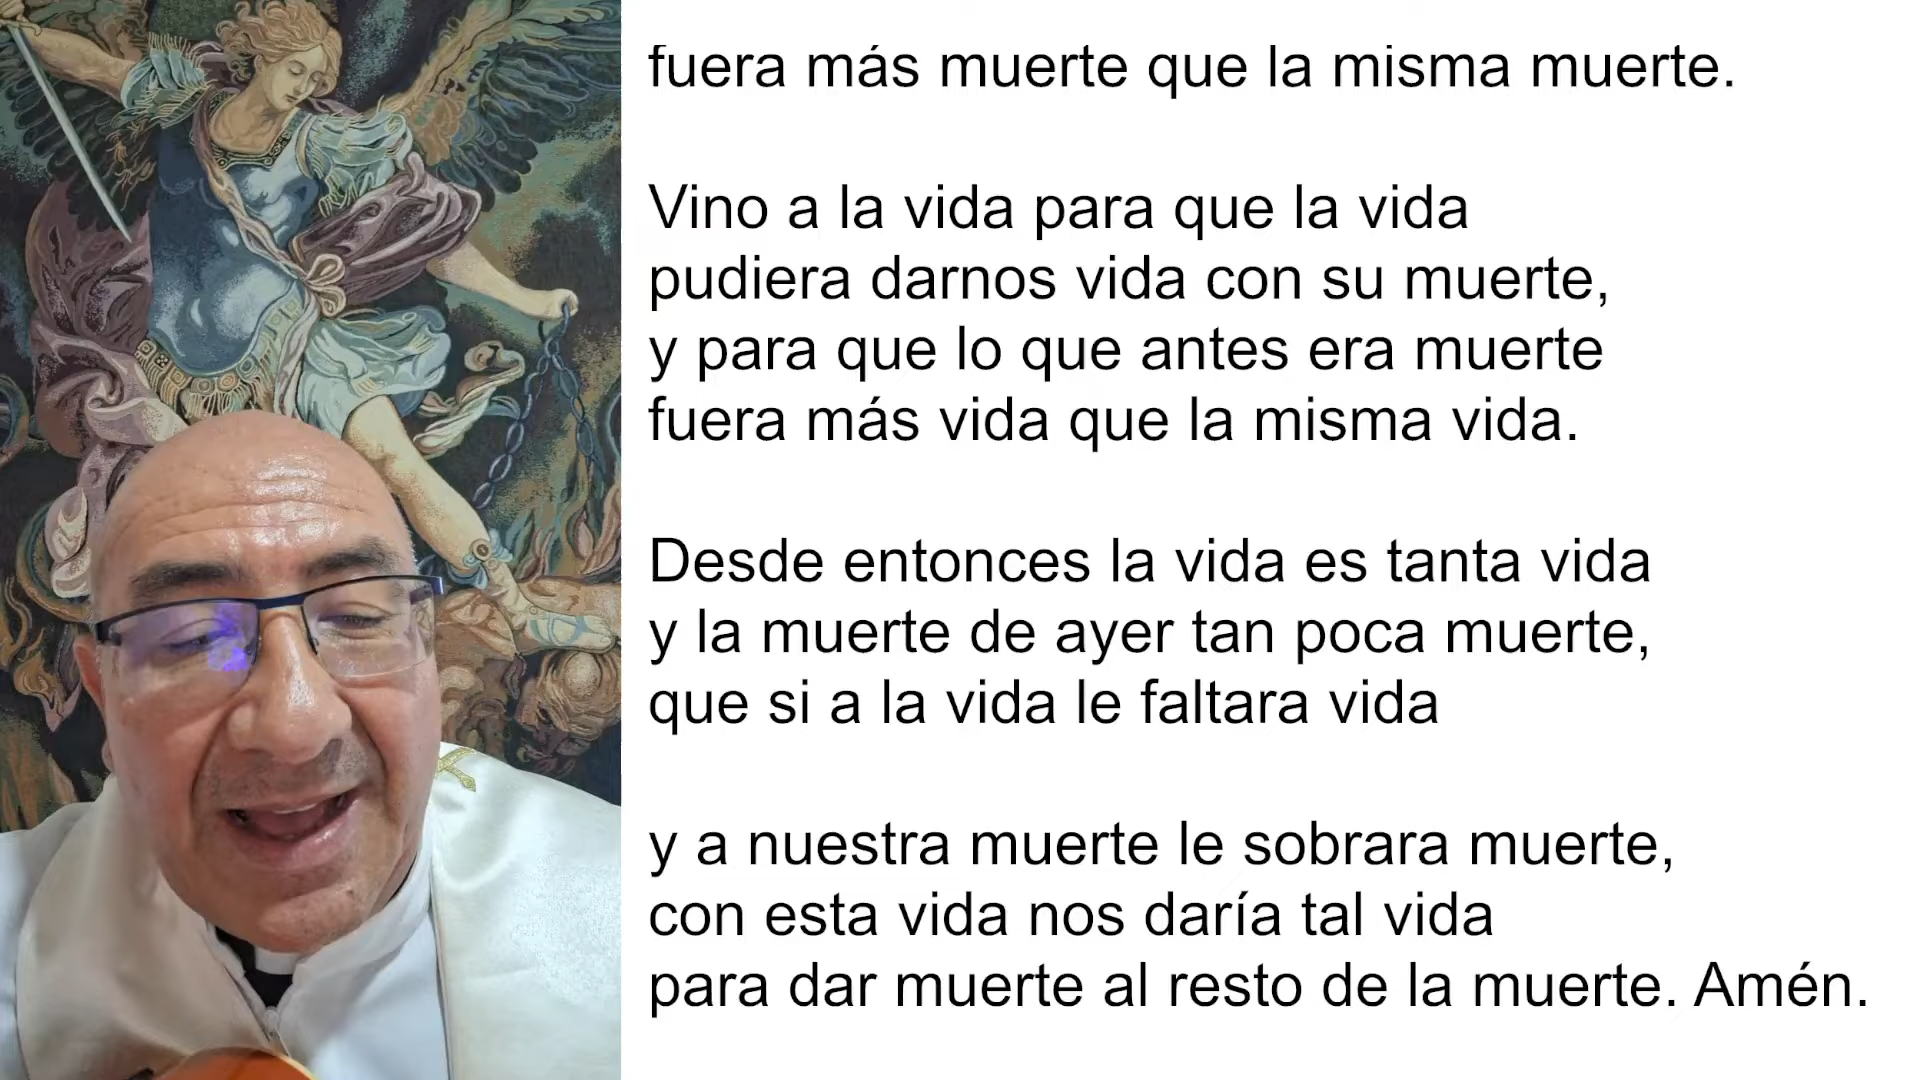 fuera más muerte que la misma muerte.
Vino a la vida para que la vida
pudiera darnos vida con su muerte,
y para que lo que antes era muerte
fuera más vida que la misma vida.
Desde entonces la vida es tanta vida
y la muerte de ayer tan poca muerte,
que si a la vida le faltara vida
y a nuestra muerte le sobrara muerte,
con esta vida nos daría tal vida
para dar muerte al resto de la muerte. Amén.